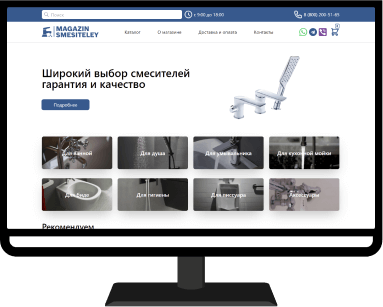 Поиск
с 9:00 до 18:00
8 (800) 200-51-85
MAGAZIN
SMESITELEY
Каталог
О магазине
Доставка и оплата
Контакты
Широкий выбор смесителей
гарантия и качество
Подробнее
Для ванной
Для душа
Для умывальника
Для кухонной мойки
Для биде
Для гигиены
Для писсуары
Аксессуары
Рекомендуем